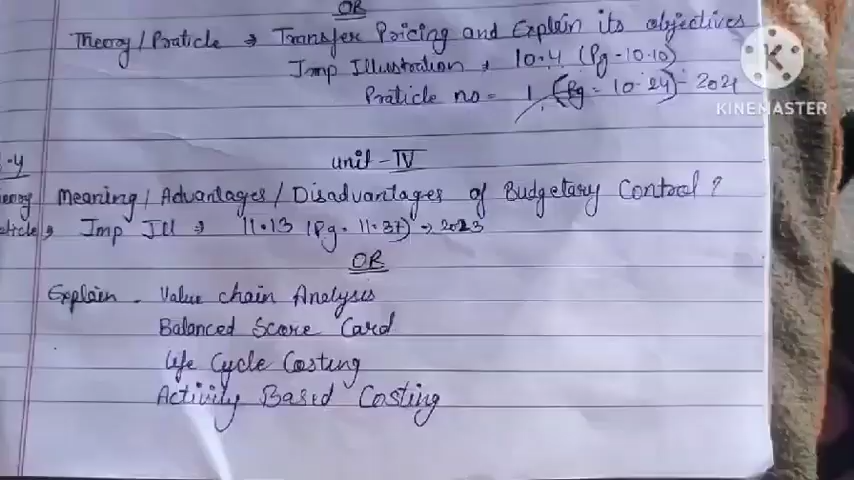 OR
Theory/Praticle → Transfer Pricing and Explain its objectives
Imp Illustration → 10.4 (Pg-10.10)
Praticle no = 1 (Pg = 10.24) - 2021
KINEMASTER
unit-IV
Meaning/Advantages/Disadvantages of Budgetary Control?
Imp Ill → 11.13 (Pg. 11.37) → 2023
OR
Explain - Value chain Analysis
Balanced Score Card
Life Cycle Costing
Activity Based Costing